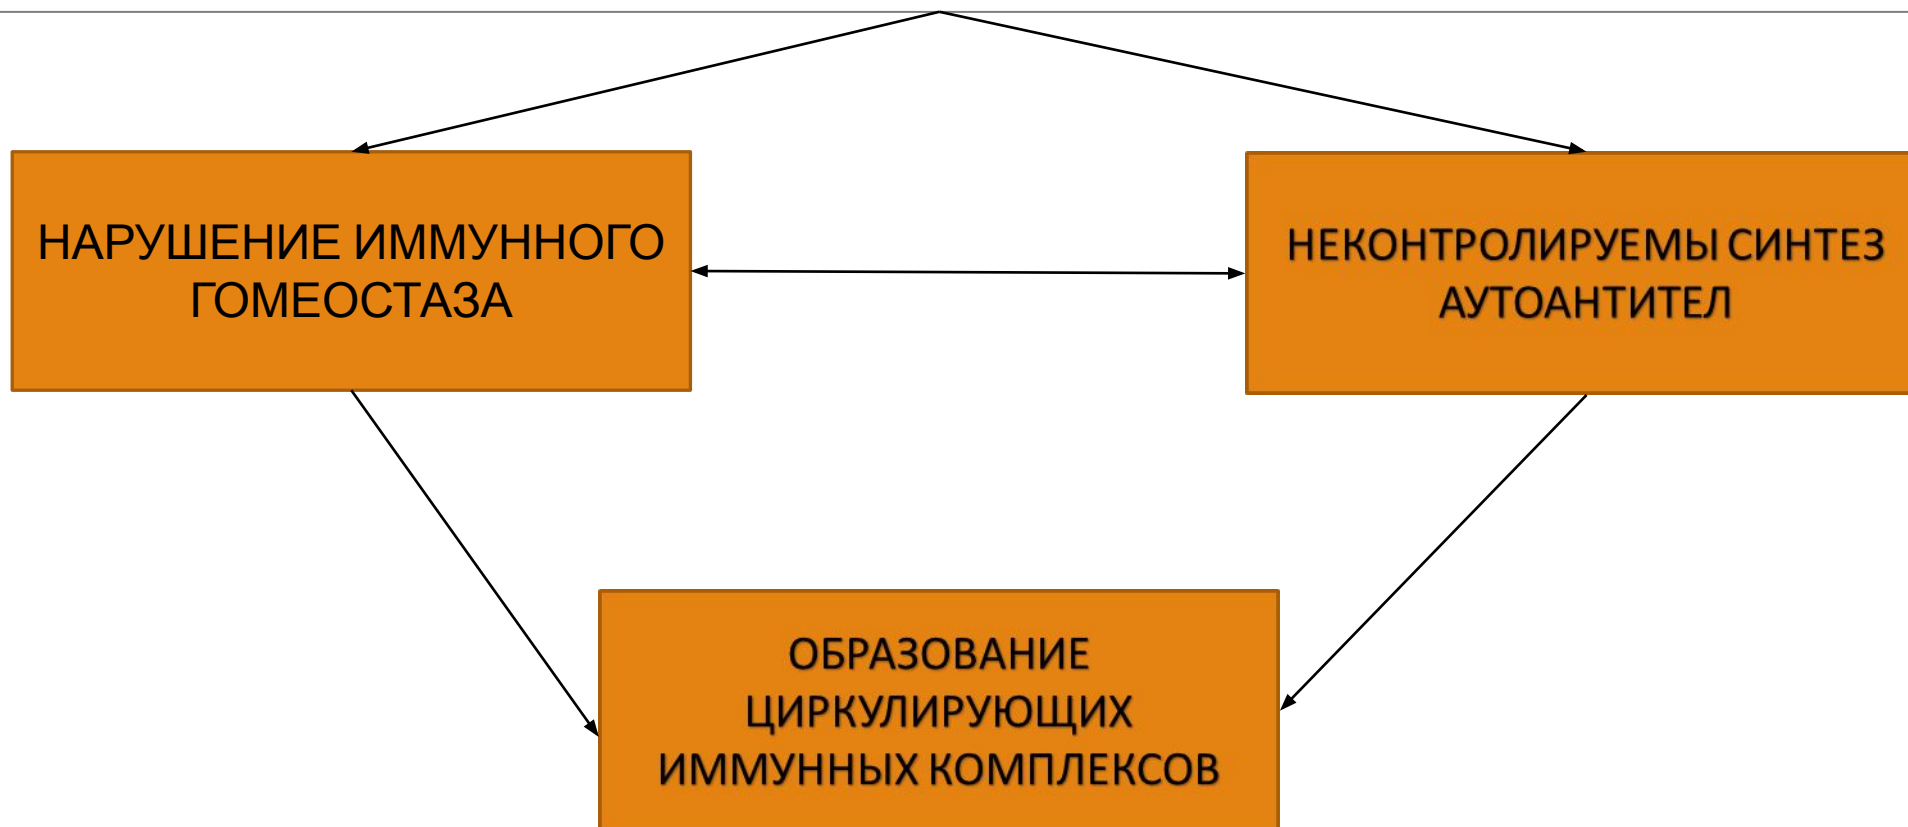 НАРУШЕНИЕ ИММУННОГО
ГОМЕОСТАЗА
НЕКОНТРОЛИРУЕМЫ СИНТЕЗ
АУТОАНТИТЕЛ
ОБРАЗОВАНИЕ
ЦИРКУЛИРУЮЩИХ
ИММУННЫХ КОМПЛЕКСОВ